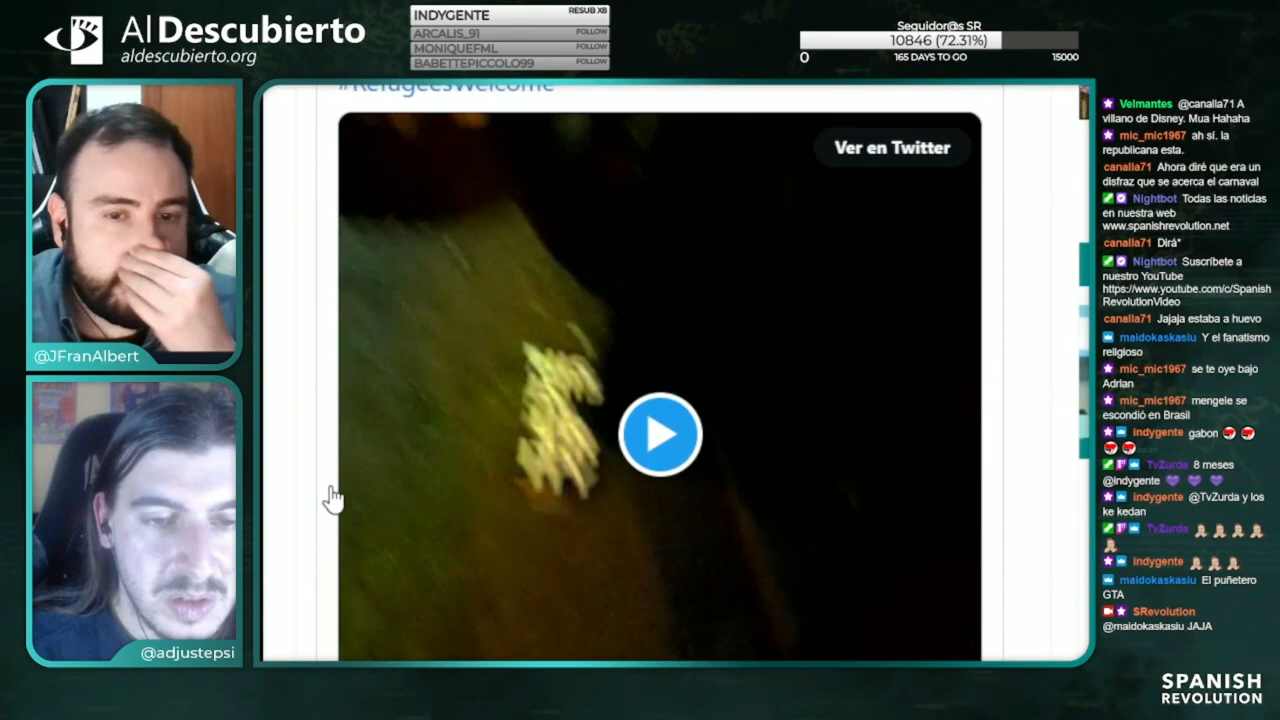 Al Descubierto
aldescubierto.org
INDYGENTE RESUB X8
ARCALIS_91 FOLLOW
MONIQUEFML FOLLOW
BABETTEPICCOLO99 FOLLOW
Seguidor@s SR
10846 (72.31%)
0 165 DAYS TO GO 15000
@JFranAlbert
@adjustepsi
#RefugeesWelcome
Ver en Twitter
Velmantes @canalla71 A
villano de Disney. Mua Hahaha
mic_mic1967 ah sí. la
republicana esta.
canalla71 Ahora diré que era un
disfraz que se acerca el carnaval
Nightbot Todas las noticias
en nuestra web
www.spanishrevolution.net
canalla71 Dirá*
Nightbot Suscríbete a
nuestro YouTube
https://www.youtube.com/c/Spanish
RevolutionVideo
canalla71 Jajaja estaba a huevo
maidokaskasiu Y el fanatismo
religioso
mic_mic1967 se te oye bajo
Adrian
mic_mic1967 mengele se
escondió en Brasil
indygente gabon
TvZurda 8 meses
@indygente
indygente @TvZurda y los
ke kedan
TvZurda
indygente
maidokaskasiu El puñetero
GTA
SRevolution
@maidokaskasiu JAJA
SPANISH
REVOLUTION